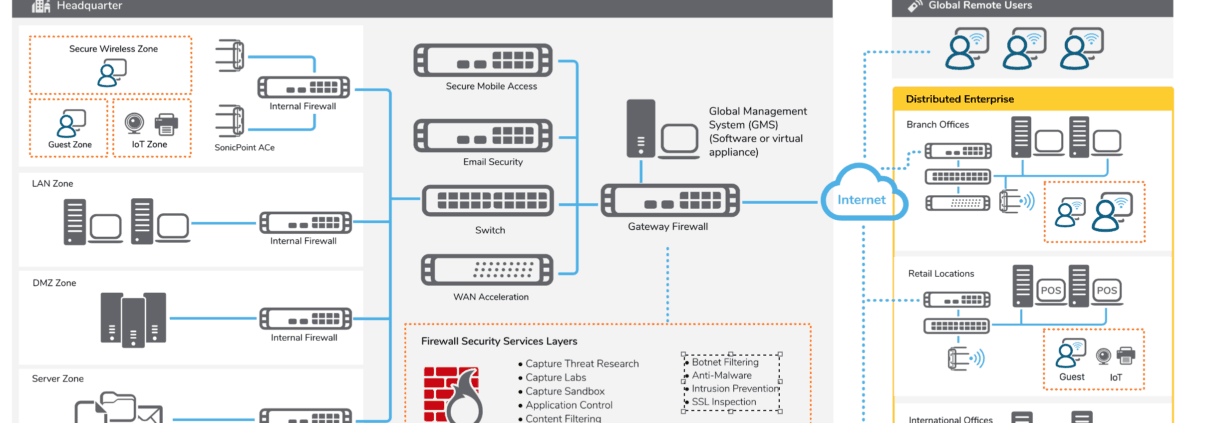 Headquarter
Secure Wireless Zone
Guest Zone
IoT Zone
Internal Firewall
SonicPoint ACe
LAN Zone
Internal Firewall
DMZ Zone
Internal Firewall
Server Zone
Secure Mobile Access
Email Security
Switch
WAN Acceleration
Global Management
System (GMS)
(Software or virtual
appliance)
Gateway Firewall
Firewall Security Services Layers
• Capture Threat Research
• Capture Labs
• Capture Sandbox
• Application Control
• Content Filtering
• Botnet Filtering
• Anti-Malware
• Intrusion Prevention
• SSL Inspection
Internet
Global Remote Users
Distributed Enterprise
Branch Offices
Retail Locations
POS
POS
Guest
IoT
International Offices